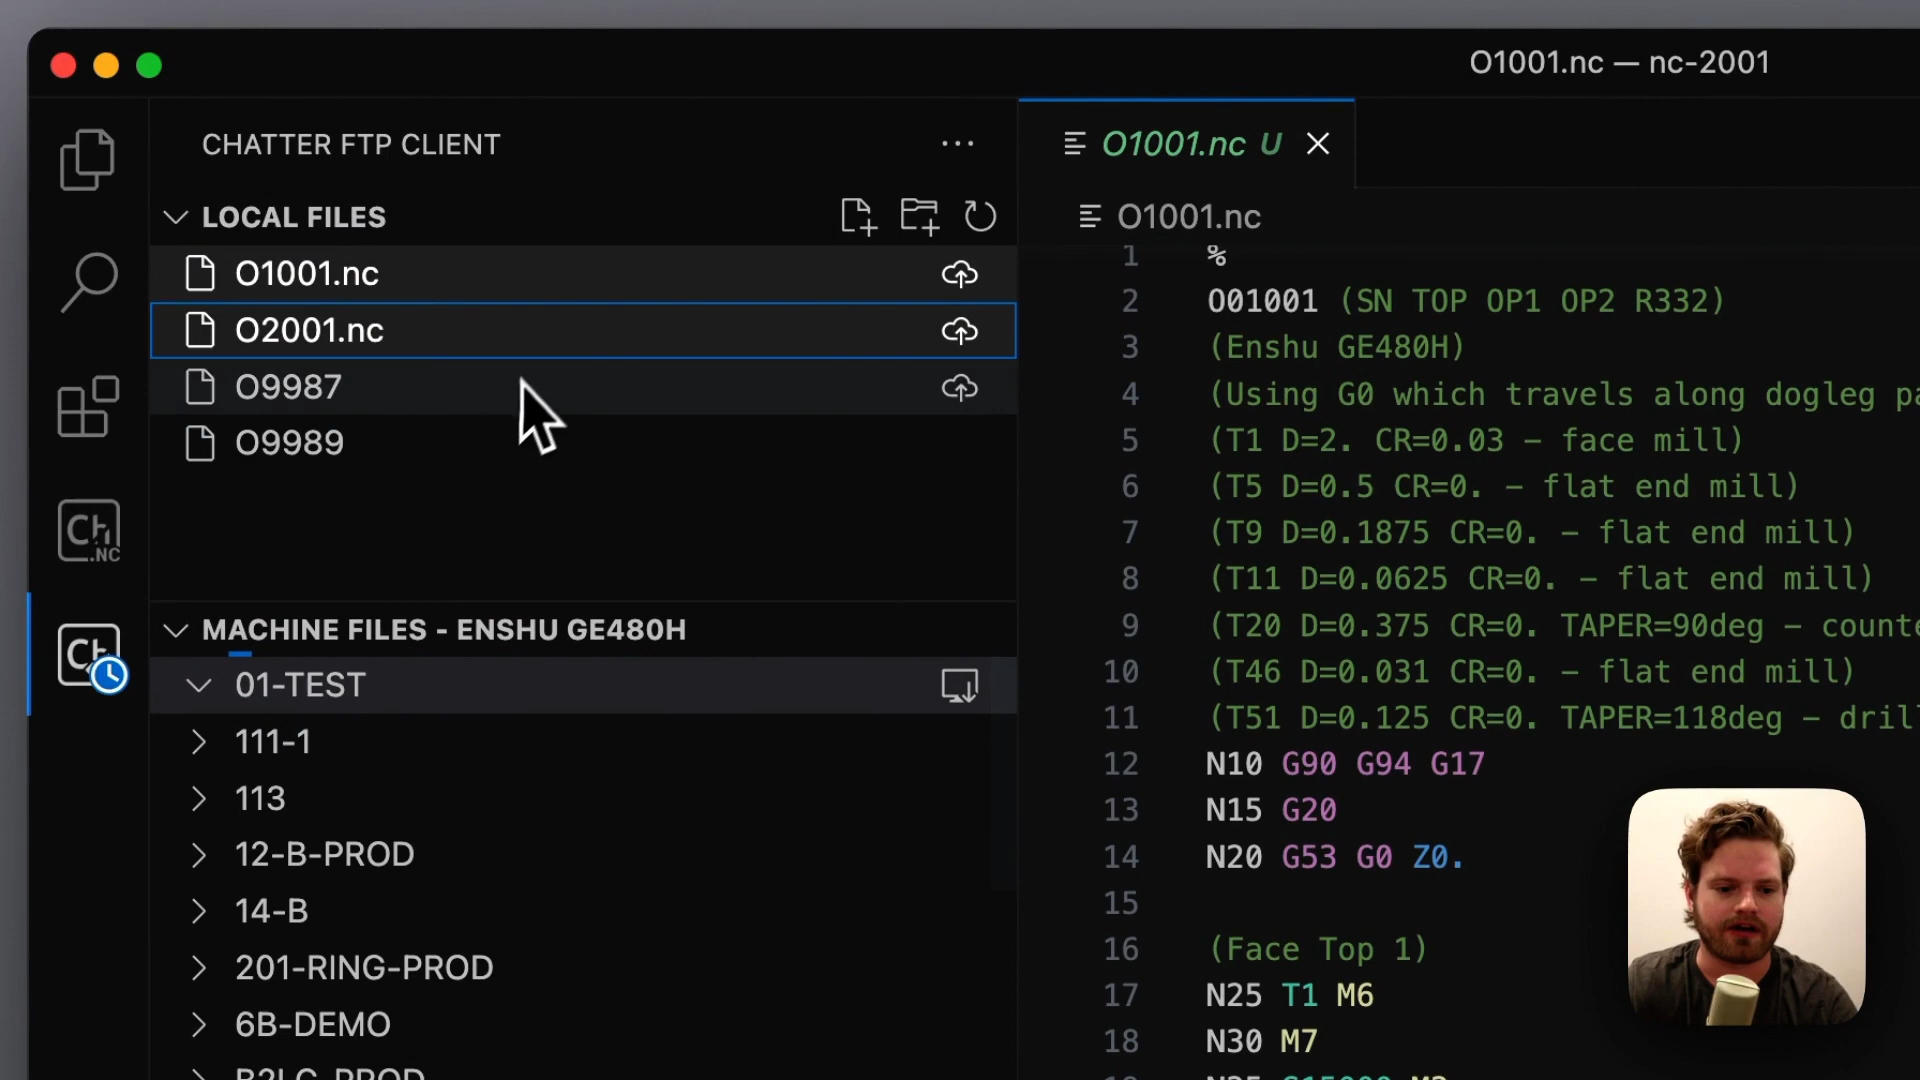 O1001.nc — nc-2001
CHATTER FTP CLIENT
LOCAL FILES
O1001.nc
O2001.nc
O9987
O9989
MACHINE FILES - ENSHU GE480H
01-TEST
111-1
113
12-B-PROD
14-B
201-RING-PROD
6B-DEMO
B2LC-PROD
Ch
.NC
Ch
O1001.nc U
O1001.nc
1 %
2 O01001 (SN TOP OP1 OP2 R332)
3 (Enshu GE480H)
4 (Using G0 which travels along dogleg
5 (T1 D=2. CR=0.03 - face mill)
6 (T5 D=0.5 CR=0. - flat end mill)
7 (T9 D=0.1875 CR=0. - flat end mill)
8 (T11 D=0.0625 CR=0. - flat end mill)
9 (T20 D=0.375 CR=0. TAPER=90deg -
10 (T46 D=0.031 CR=0. - flat end mill)
11 (T51 D=0.125 CR=0. TAPER=118deg - dril
12 N10 G90 G94 G17
13 N15 G20
14 N20 G53 G0 Z0.
15
16 (Face Top 1)
17 N25 T1 M6
18 N30 M7